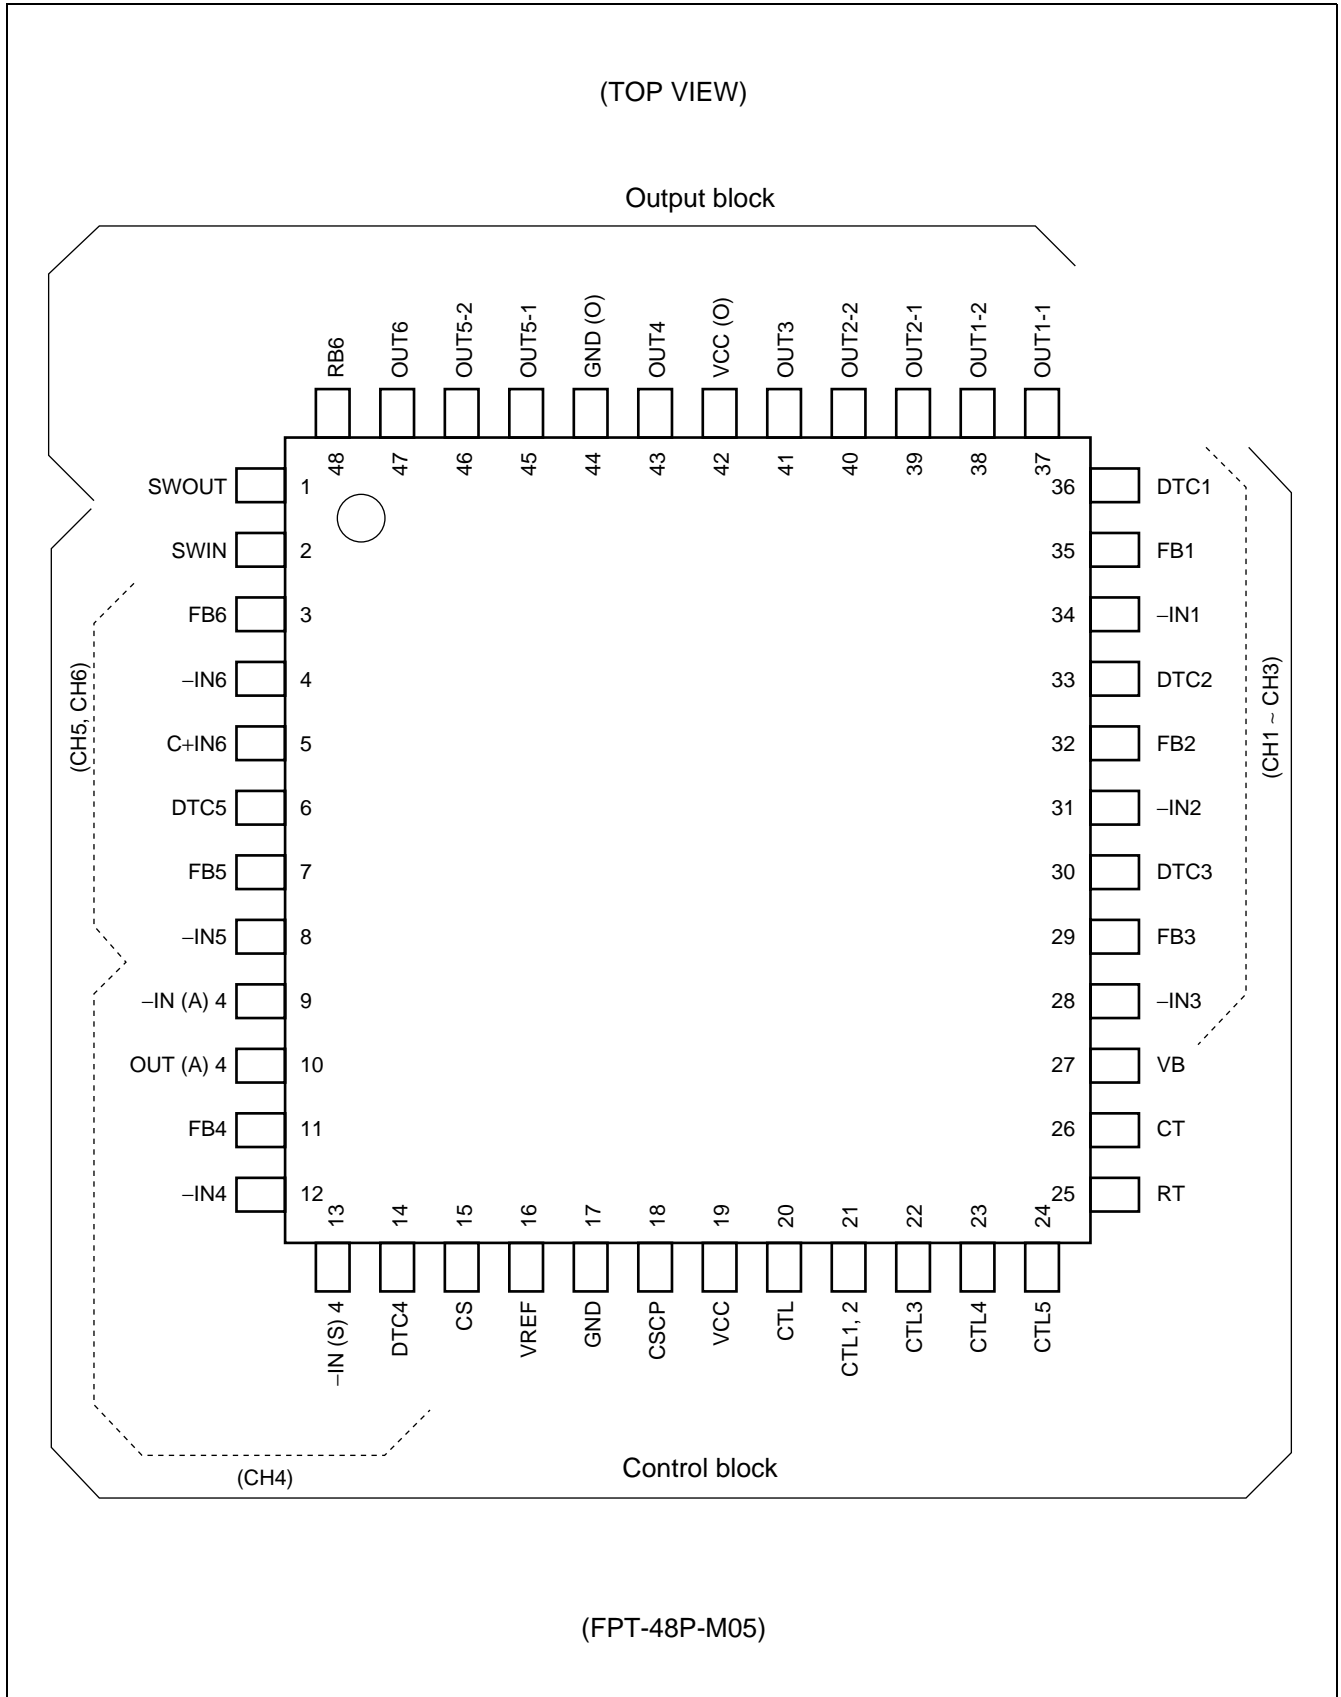 (TOP VIEW)
Output block
RB6
OUT6
OUT5-2
OUT5-1
GND (O)
OUT4
VCC (O)
OUT3
OUT2-2
OUT2-1
OUT1-2
OUT1-1
48
47
46
45
44
43
42
41
40
39
38
37
SWOUT 1
SWIN 2
FB6 3
−IN6 4
C+IN6 5
DTC5 6
FB5 7
−IN5 8
−IN (A) 4 9
OUT (A) 4 10
FB4 11
−IN4 12
(CH5, CH6)
36 DTC1
35 FB1
34 −IN1
33 DTC2
32 FB2
31 −IN2
30 DTC3
29 FB3
28 −IN3
27 VB
26 CT
25 RT
(CH1 ~ CH3)
13
14
15
16
17
18
19
20
21
22
23
24
−IN (S) 4
DTC4
CS
VREF
GND
CSCP
VCC
CTL
CTL1, 2
CTL3
CTL4
CTL5
(CH4)
Control block
(FPT-48P-M05)